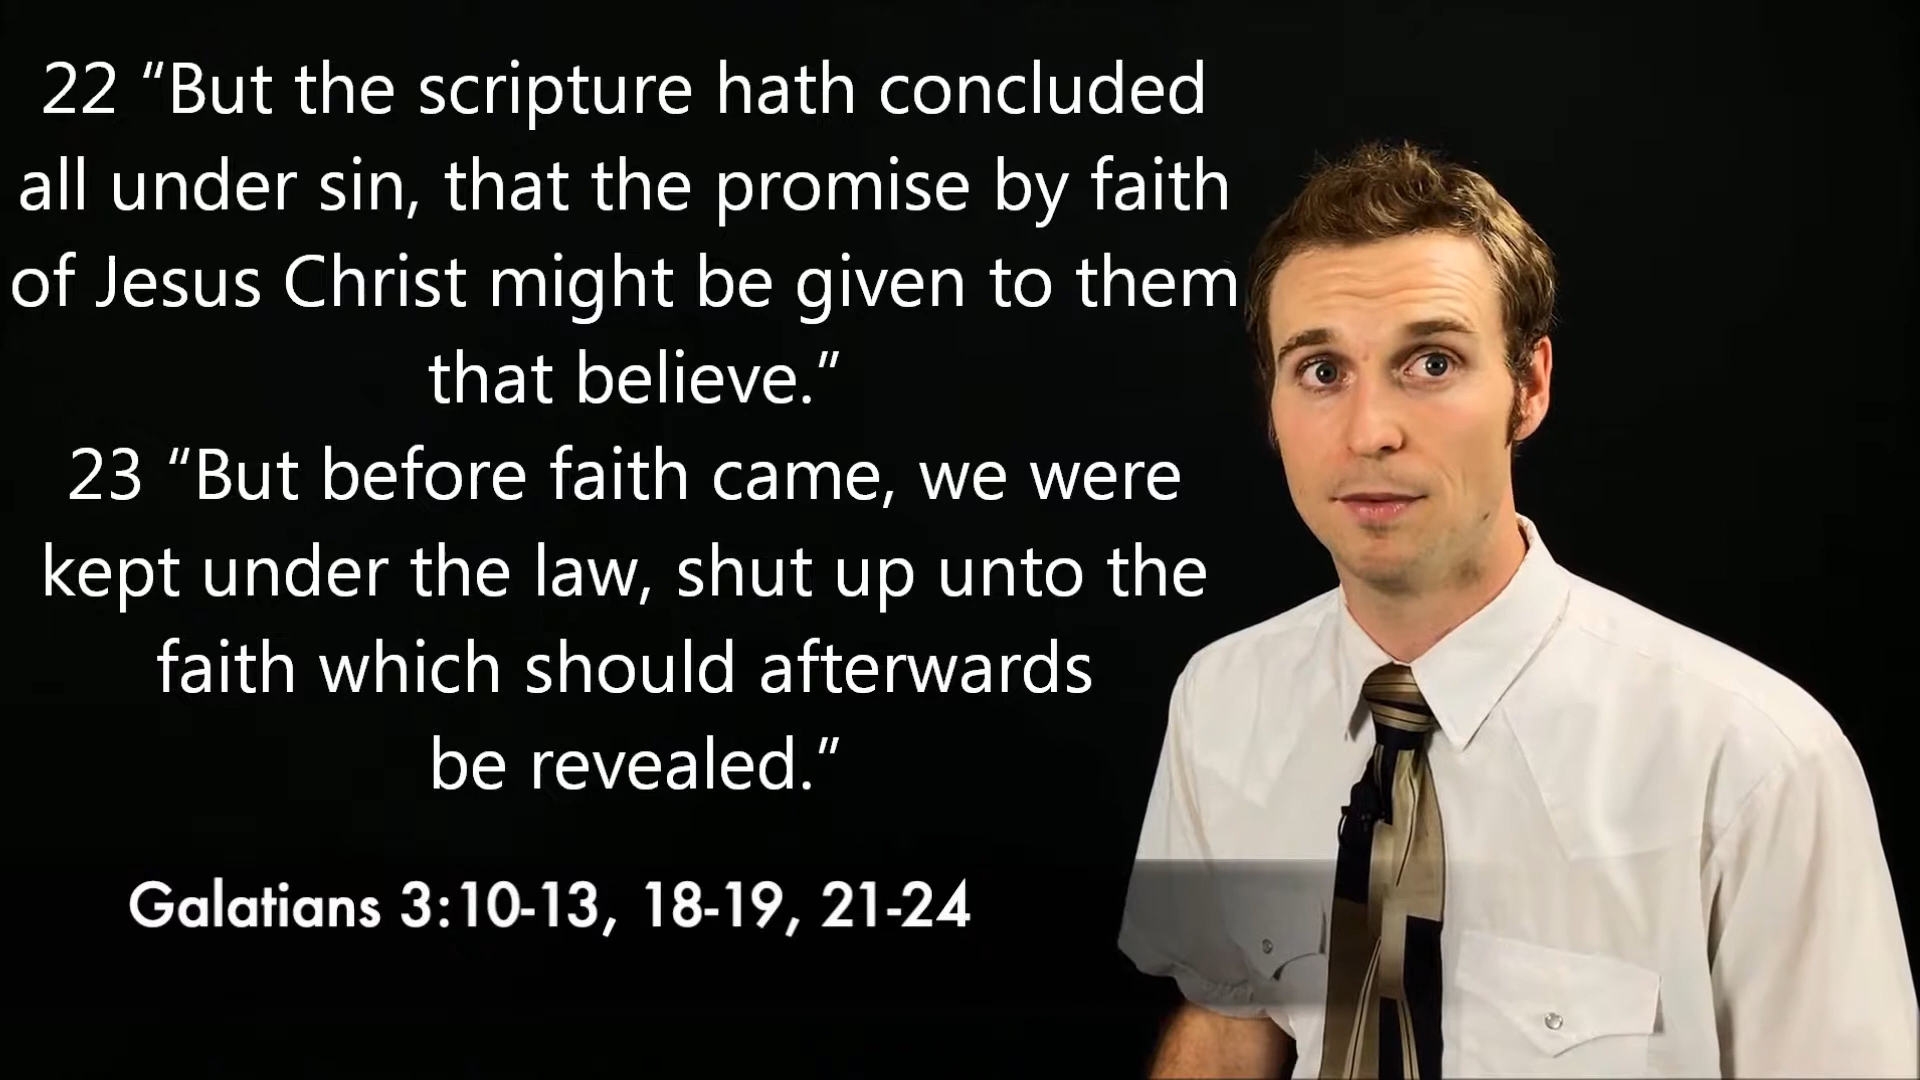 22 “But the scripture hath concluded
all under sin, that the promise by faith
of Jesus Christ might be given to them
that believe.”
23 “But before faith came, we were
kept under the law, shut up unto the
faith which should afterwards
be revealed.”
Galatians 3:10-13, 18-19, 21-24